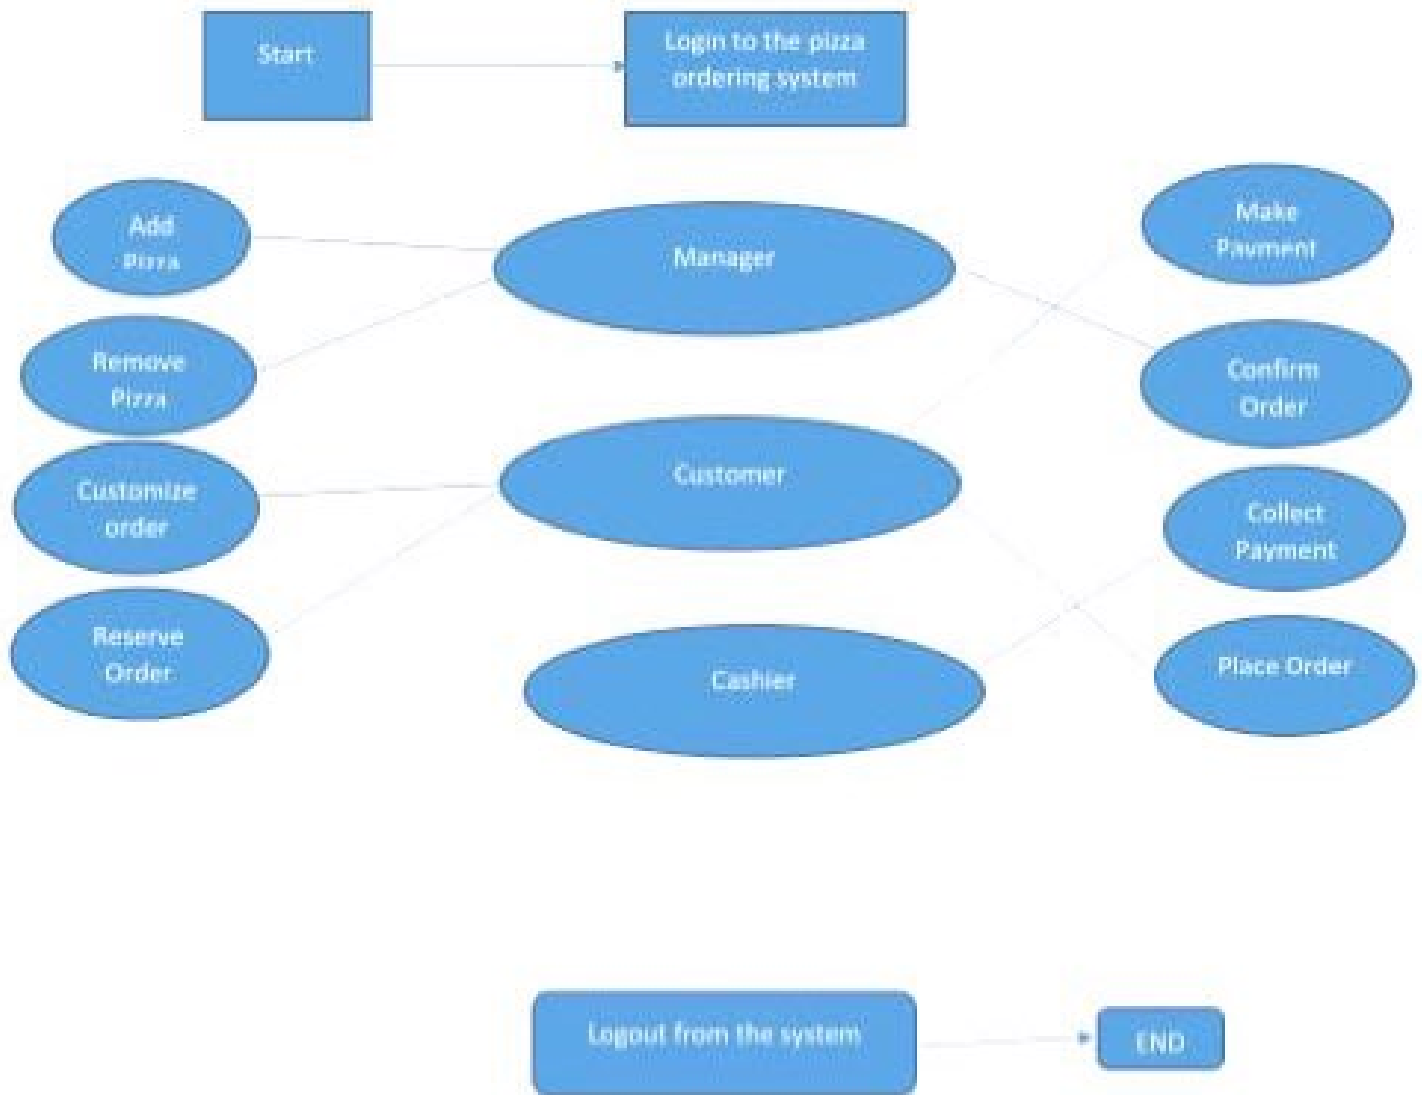 Start
Login to the pizza
ordering system
Add
Pizza
Manager
Make
Payment
Remove
Pizza
Confirm
Order
Customize
order
Customer
Collect
Payment
Reserve
Order
Cashier
Place Order
Logout from the system
END